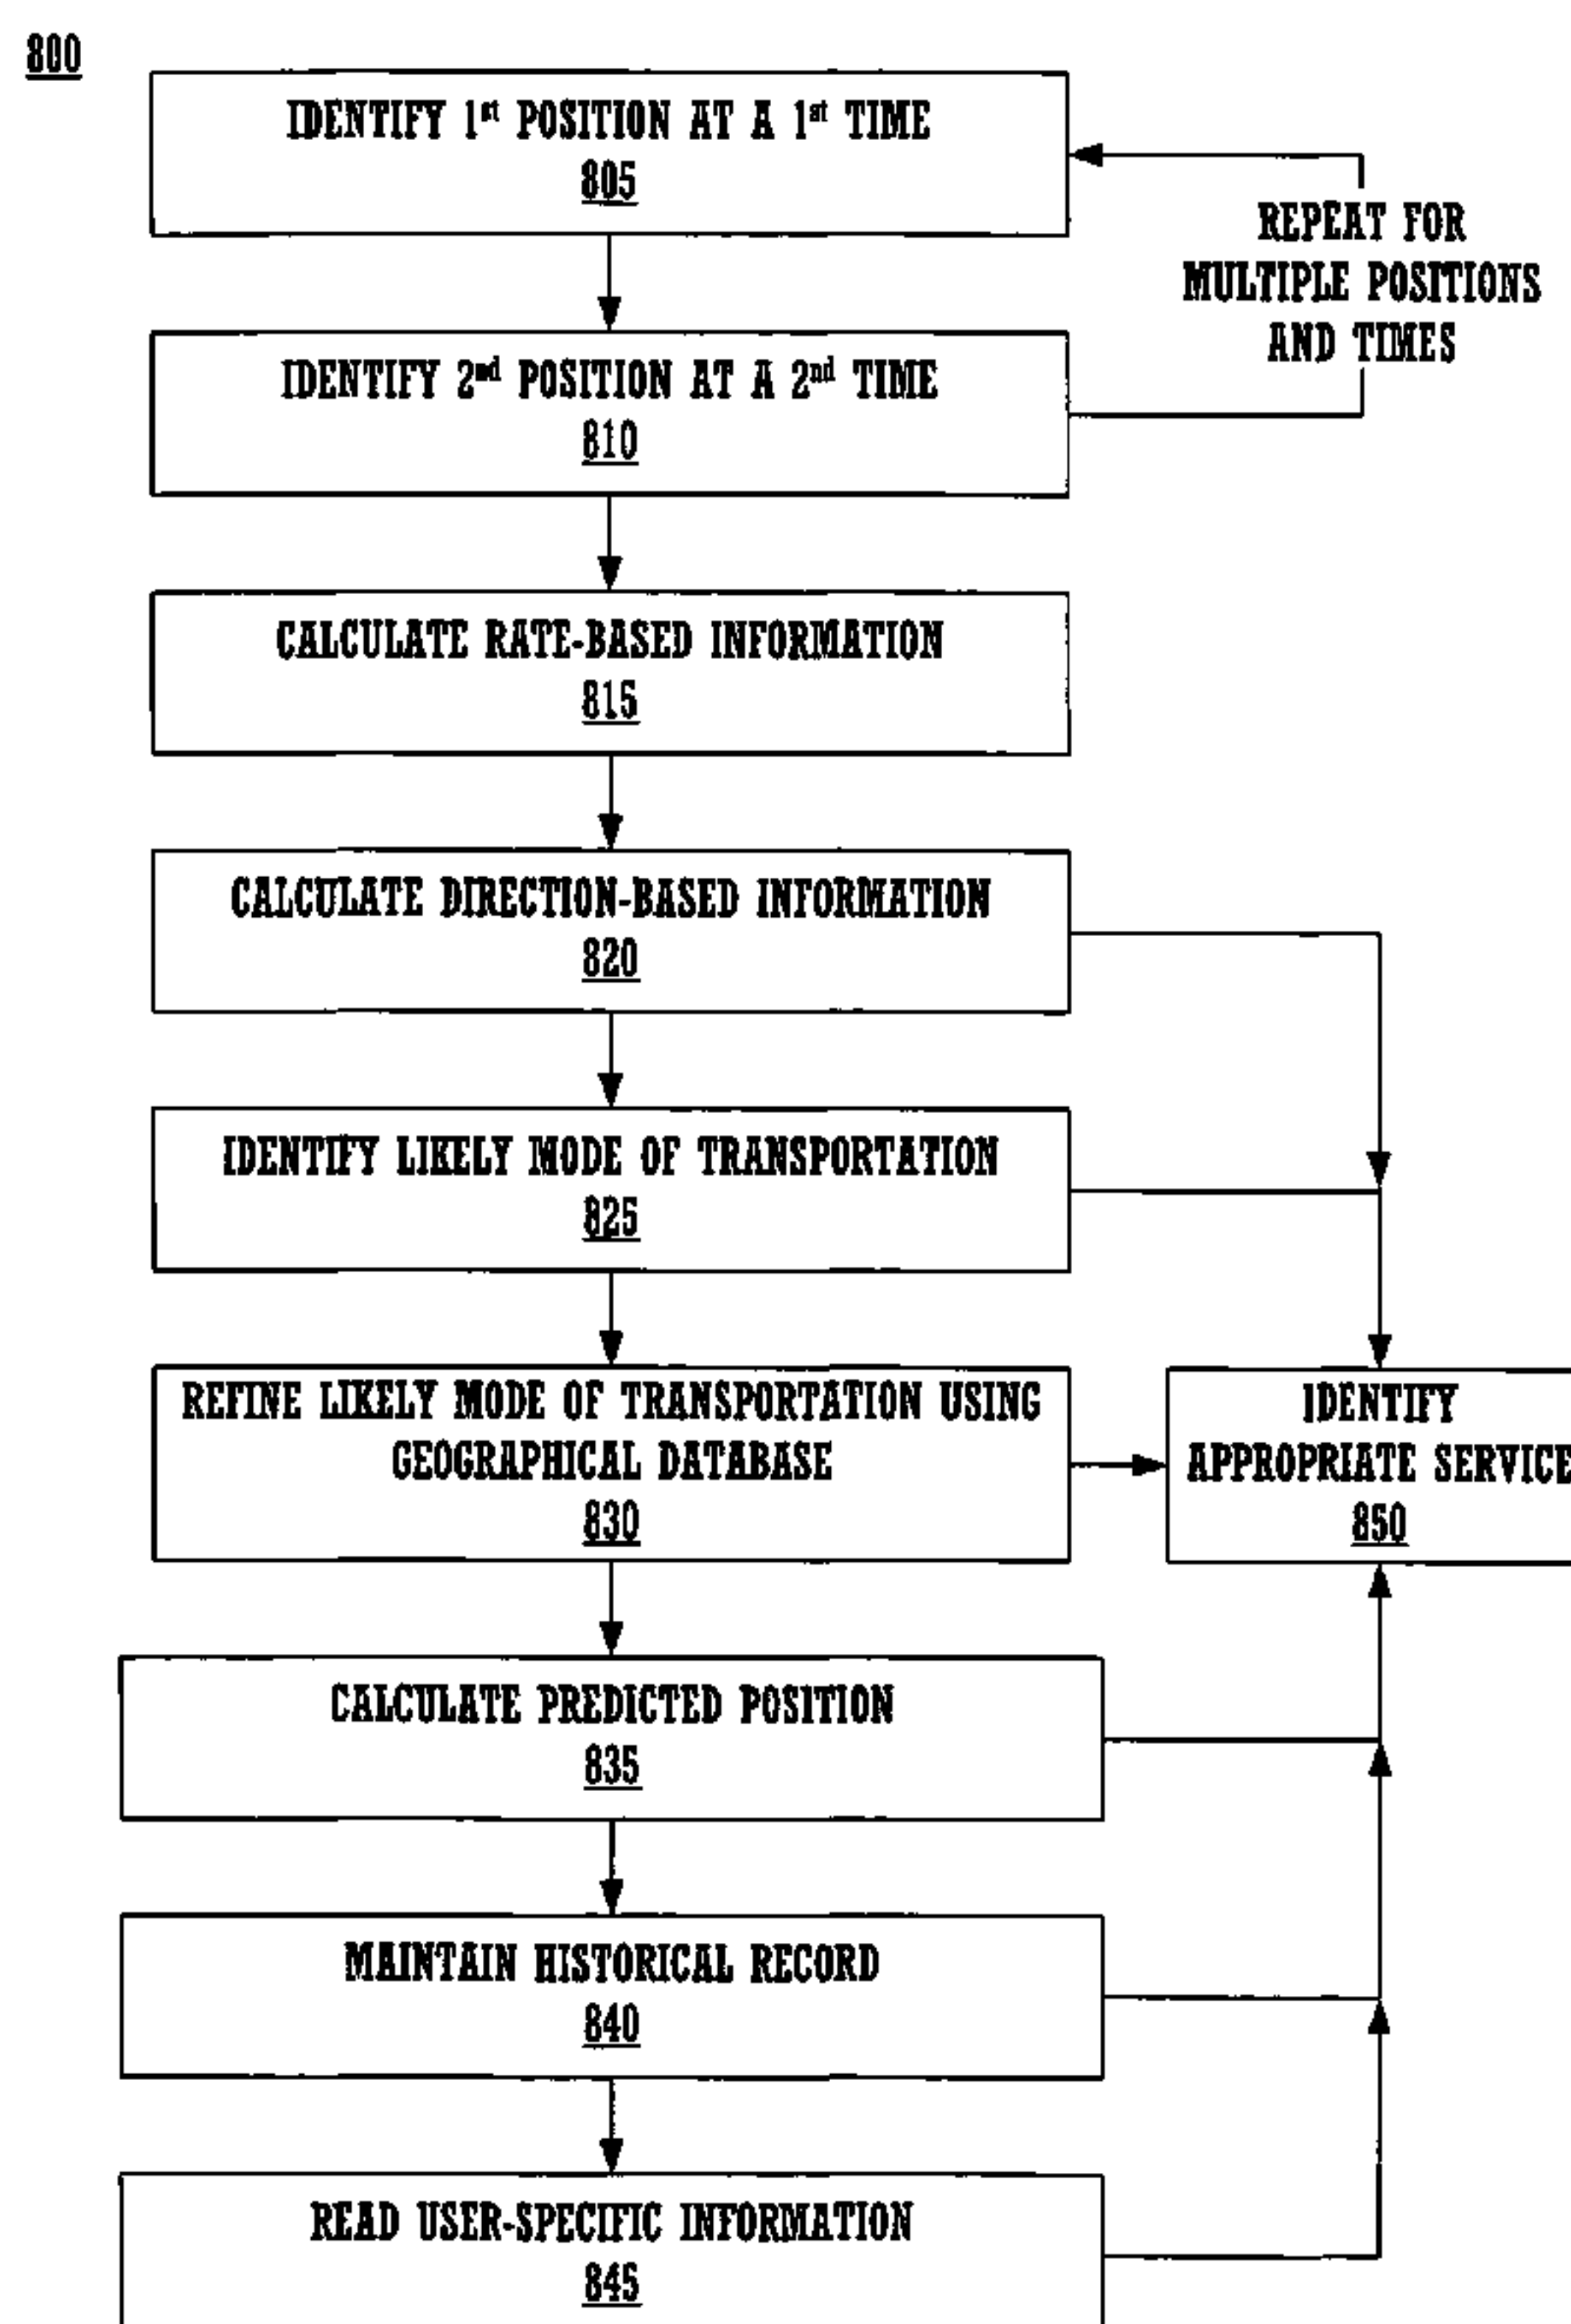 800
IDENTIFY 1st POSITION AT A 1st TIME
805
REPEAT FOR
MULTIPLE POSITIONS
AND TIMES
IDENTIFY 2nd POSITION AT A 2nd TIME
810
CALCULATE RATE-BASED INFORMATION
815
CALCULATE DIRECTION-BASED INFORMATION
820
IDENTIFY LIKELY MODE OF TRANSPORTATION
825
REFINE LIKELY MODE OF TRANSPORTATION USING
GEOGRAPHICAL DATABASE
830
IDENTIFY
APPROPRIATE SERVICE
850
CALCULATE PREDICTED POSITION
835
MAINTAIN HISTORICAL RECORD
840
READ USER-SPECIFIC INFORMATION
845